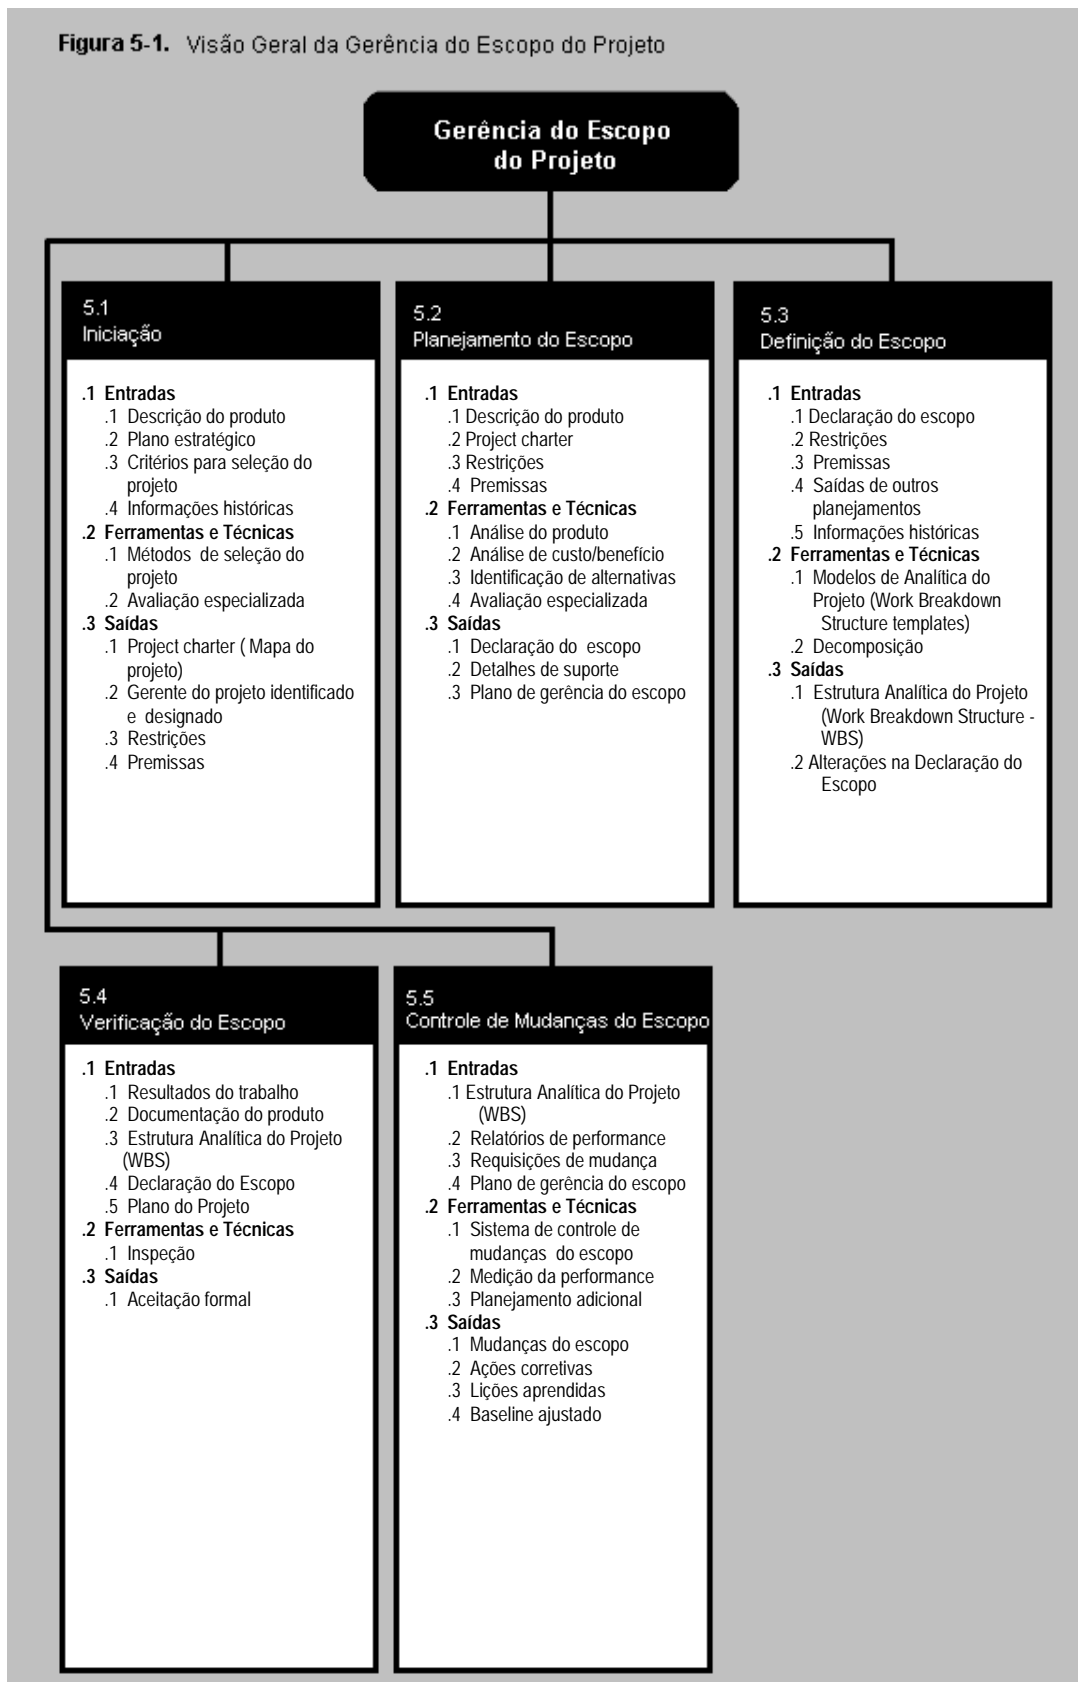 Figura 5-1. Visão Geral da Gerência do Escopo do Projeto
Gerência do Escopo
do Projeto
5.1
Iniciação
.1 Entradas
.1 Descrição do produto
.2 Plano estratégico
.3 Critérios para seleção do
projeto
.4 Informações históricas
.2 Ferramentas e Técnicas
.1 Métodos de seleção do
projeto
.2 Avaliação especializada
.3 Saídas
.1 Project charter ( Mapa do
projeto)
.2 Gerente do projeto identificado
e designado
.3 Restrições
.4 Premissas
5.2
Planejamento do Escopo
.1 Entradas
.1 Descrição do produto
.2 Project charter
.3 Restrições
.4 Premissas
.2 Ferramentas e Técnicas
.1 Análise do produto
.2 Análise de custo/benefício
.3 Identificação de alternativas
.4 Avaliação especializada
.3 Saídas
.1 Declaração do escopo
.2 Detalhes de suporte
.3 Plano de gerência do escopo
5.3
Definição do Escopo
.1 Entradas
.1 Declaração do escopo
.2 Restrições
.3 Premissas
.4 Saídas de outros
planejamentos
.5 Informações históricas
.2 Ferramentas e Técnicas
.1 Modelos de Analítica do
Projeto (Work Breakdown
Structure templates)
.2 Decomposição
.3 Saídas
.1 Estrutura Analítica do Projeto
(Work Breakdown Structure -
WBS)
.2 Alterações na Declaração do
Escopo
5.4
Verificação do Escopo
.1 Entradas
.1 Resultados do trabalho
.2 Documentação do produto
.3 Estrutura Analítica do Projeto
(WBS)
.4 Declaração do Escopo
.5 Plano do Projeto
.2 Ferramentas e Técnicas
.1 Inspeção
.3 Saídas
.1 Aceitação formal
5.5
Controle de Mudanças do Escopo
.1 Entradas
.1 Estrutura Analítica do Projeto
(WBS)
.2 Relatórios de performance
.3 Requisições de mudança
.4 Plano de gerência do escopo
.2 Ferramentas e Técnicas
.1 Sistema de controle de
mudanças do escopo
.2 Medição da performance
.3 Planejamento adicional
.3 Saídas
.1 Mudanças do escopo
.2 Ações corretivas
.3 Lições aprendidas
.4 Baseline ajustado